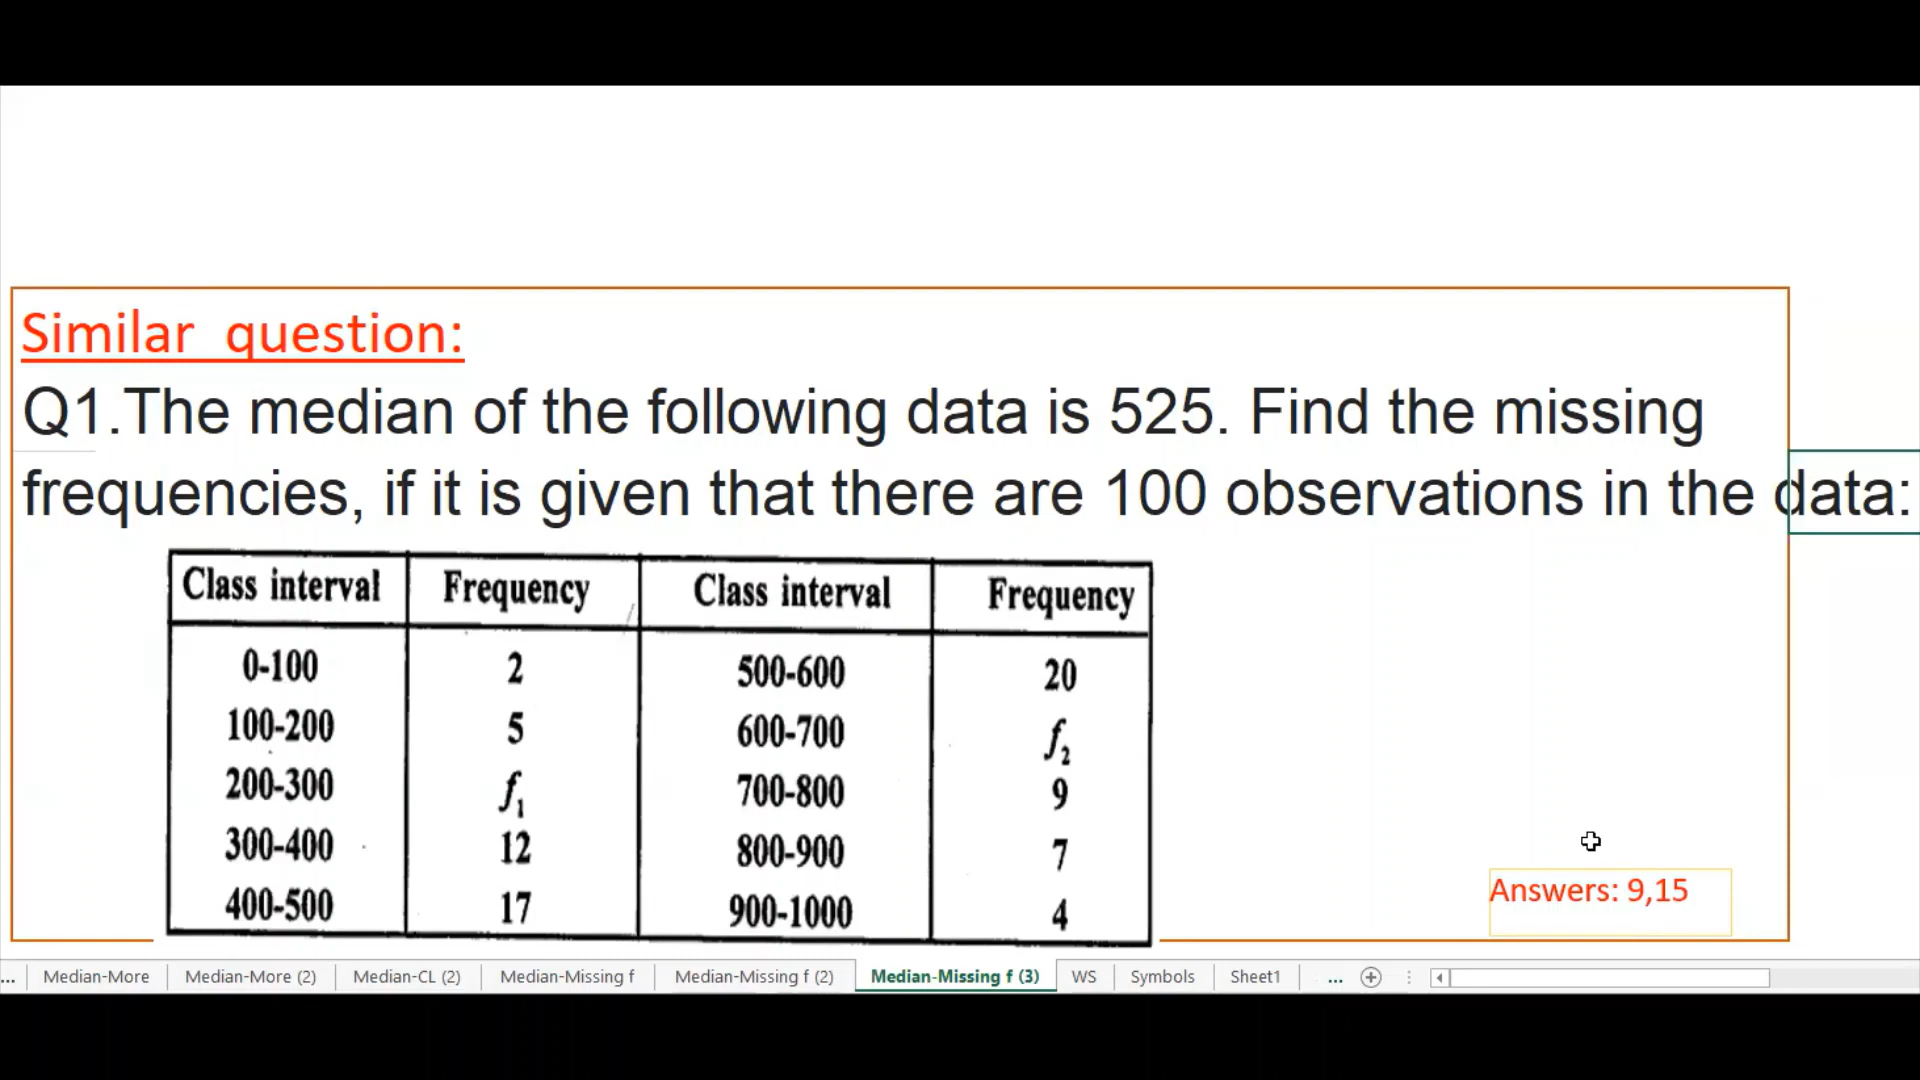 Similar question:
Q1.The median of the following data is 525. Find the missing
frequencies, if it is given that there are 100 observations in the data:
Class interval Frequency Class interval Frequency
0-100 2 500-600 20
100-200 5 600-700 f₂
200-300 f₁ 700-800 9
300-400 12 800-900 7
400-500 17 900-1000 4
Answers: 9,15
... Median-More Median-More (2) Median-CL (2) Median-Missing f Median-Missing f (2) Median-Missing f (3) WS Symbols Sheet1 ...